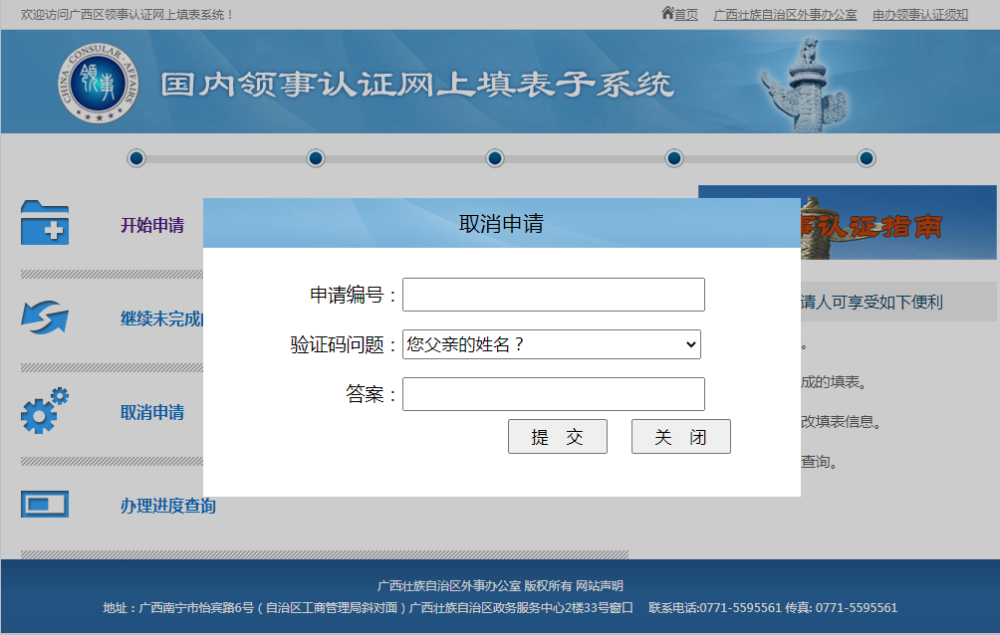 欢迎访问广西区领事认证网上填表系统！
首页 广西壮族自治区外事办公室 申办领事认证须知
CHINA CONSULAR AFFAIRS
领事
国内领事认证网上填表子系统
开始申请
事认证指南
取消申请
申请编号：
请人可享受如下便利
继续未完成的
验证码问题：您父亲的姓名？
。
答案：
成的填表。
取消申请
改填表信息。
提 交 关 闭
查询。
办理进度查询
广西壮族自治区外事办公室 版权所有 网站声明
地址：广西南宁市怡宾路6号（自治区工商管理局斜对面）广西壮族自治区政务服务中心2楼33号窗口 联系电话:0771-5595561 传真: 0771-5595561